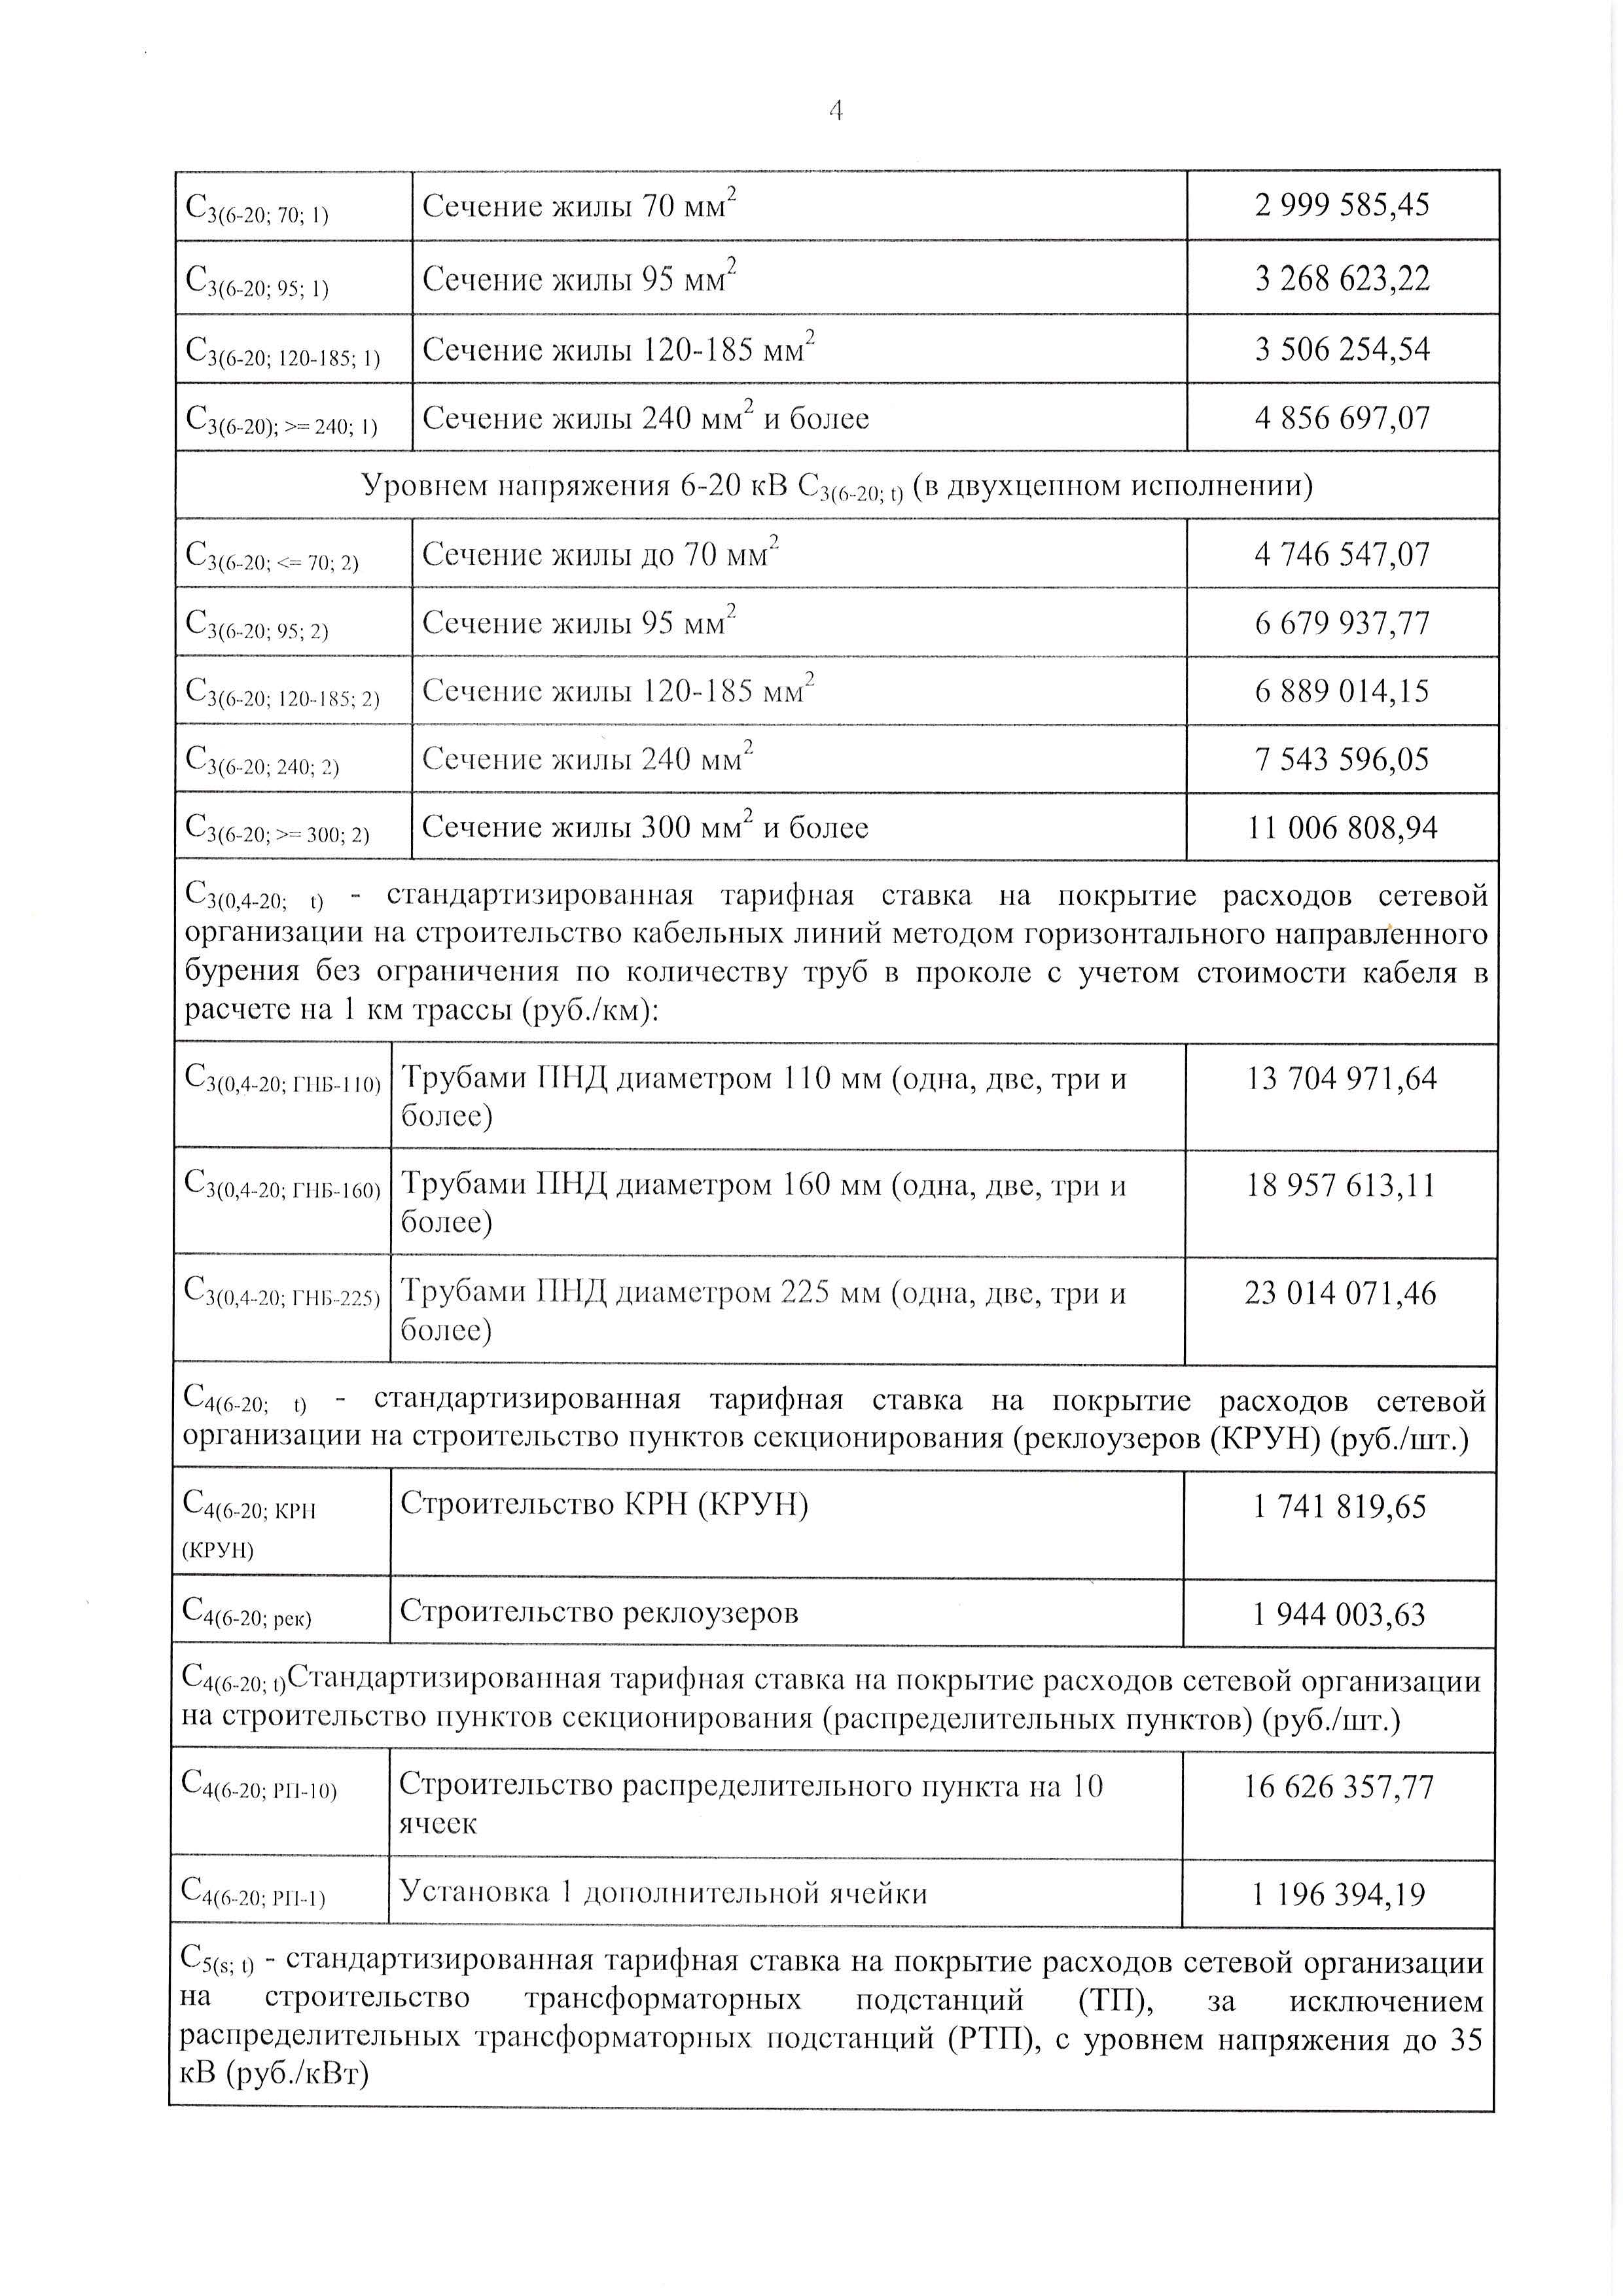 4
С3(6-20; 70; 1) Сечение жилы 70 мм2 2 999 585,45
С3(6-20; 95; 1) Сечение жилы 95 мм2 3 268 623,22
С3(6-20; 120-185; 1) Сечение жилы 120-185 мм2 3 506 254,54
С3(6-20); >= 240; 1) Сечение жилы 240 мм2 и более 4 856 697,07
Уровнем напряжения 6-20 кВ С3(6-20; t) (в двухцепном исполнении)
С3(6-20; <= 70; 2) Сечение жилы до 70 мм2 4 746 547,07
С3(6-20; 95; 2) Сечение жилы 95 мм2 6 679 937,77
С3(6-20; 120-185; 2) Сечение жилы 120-185 мм2 6 889 014,15
С3(6-20; 240; 2) Сечение жилы 240 мм2 7 543 596,05
С3(6-20; >= 300; 2) Сечение жилы 300 мм2 и более 11 006 808,94
С3(0,4-20; t) - стандартизированная тарифная ставка на покрытие расходов сетевой
организации на строительство кабельных линий методом горизонтального направленного
бурения без ограничения по количеству труб в проколе с учетом стоимости кабеля в
расчете на 1 км трассы (руб./км):
С3(0,4-20; ГНБ-110) Трубами ПНД диаметром 110 мм (одна, две, три и 13 704 971,64
более)
С3(0,4-20; ГНБ-160) Трубами ПНД диаметром 160 мм (одна, две, три и 18 957 613,11
более)
С3(0,4-20; ГНБ-225) Трубами ПНД диаметром 225 мм (одна, две, три и 23 014 071,46
более)
С4(6-20; t) - стандартизированная тарифная ставка на покрытие расходов сетевой
организации на строительство пунктов секционирования (реклоузеров (КРУН) (руб./шт.)
С4(6-20; КРН Строительство КРН (КРУН) 1 741 819,65
(КРУН)
С4(6-20; рек) Строительство реклоузеров 1 944 003,63
С4(6-20; t)Стандартизированная тарифная ставка на покрытие расходов сетевой организации
на строительство пунктов секционирования (распределительных пунктов) (руб./шт.)
С4(6-20; РП-10) Строительство распределительного пункта на 10 16 626 357,77
ячеек
С4(6-20; РП-1) Установка 1 дополнительной ячейки 1 196 394,19
С5(s; t) - стандартизированная тарифная ставка на покрытие расходов сетевой организации
на строительство трансформаторных подстанций (ТП), за исключением
распределительных трансформаторных подстанций (РТП), с уровнем напряжения до 35
кВ (руб./кВт)